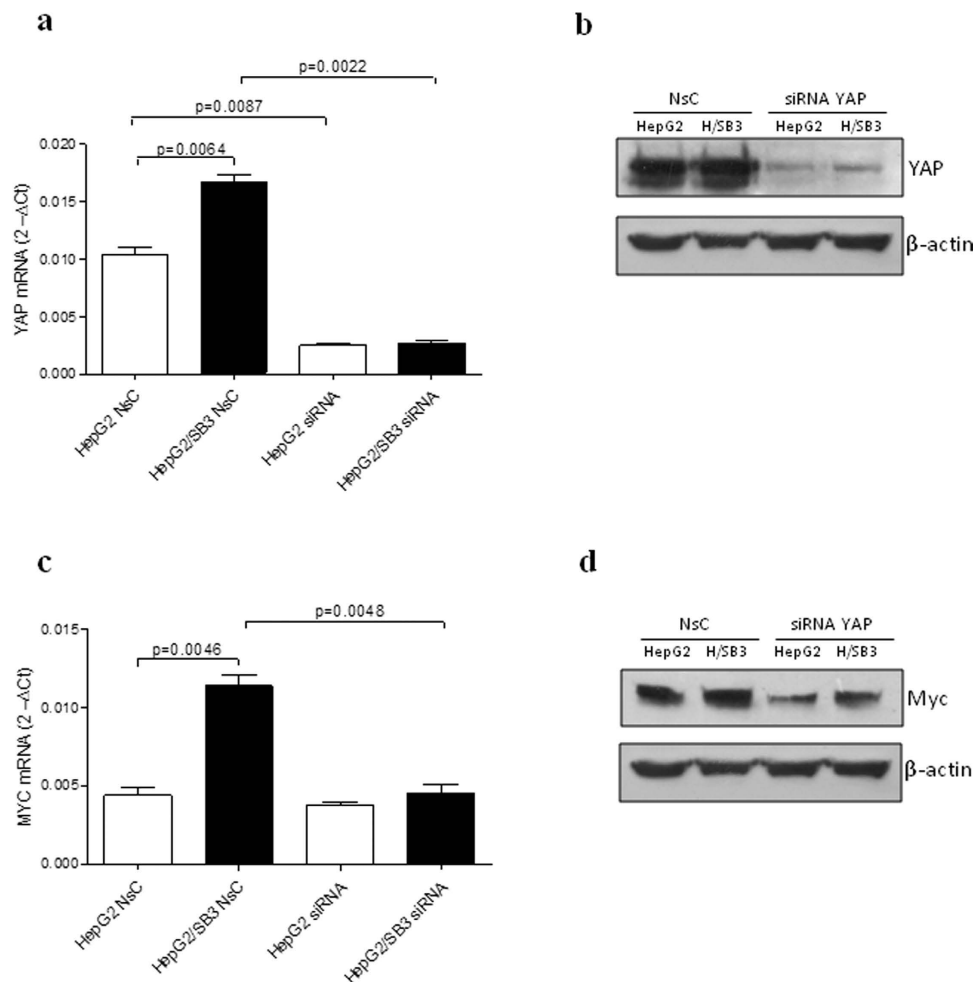 a
p=0.0022
p=0.0087
p=0.0064
YAP mRNA (2 –ΔCt)
0.020
0.015
0.010
0.005
0.000
HepG2 NsC
HepG2/SB3 NsC
HepG2 siRNA
HepG2/SB3 siRNA
b
NsC siRNA YAP
HepG2 H/SB3 HepG2 H/SB3
YAP
β-actin
c
p=0.0048
p=0.0046
MYC mRNA (2 –ΔCt)
0.015
0.010
0.005
0.000
HepG2 NsC
HepG2/SB3 NsC
HepG2 siRNA
HepG2/SB3 siRNA
d
NsC siRNA YAP
HepG2 H/SB3 HepG2 H/SB3
Myc
β-actin